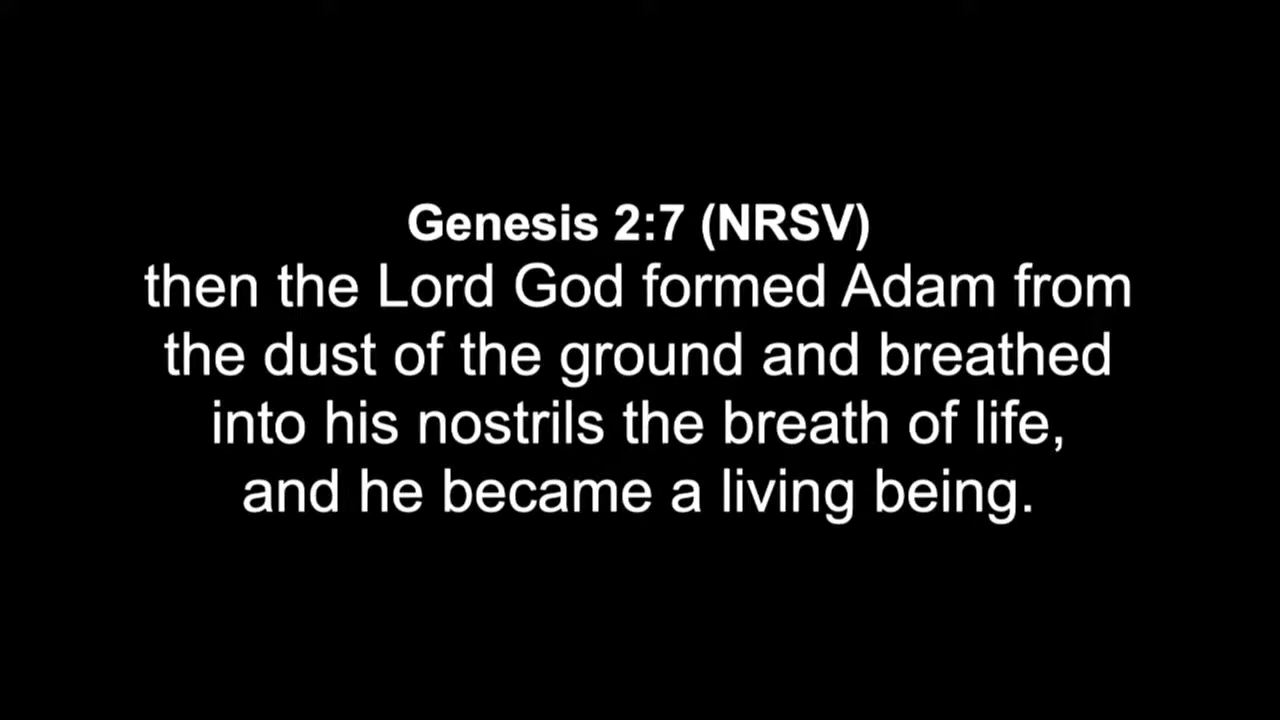 Genesis 2:7 (NRSV)
then the Lord God formed Adam from
the dust of the ground and breathed
into his nostrils the breath of life,
and he became a living being.